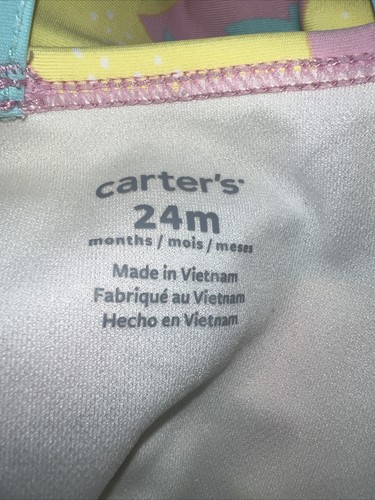 carter's
24m
months / mois / meses
Made in Vietnam
Fabriqué au Vietnam
Hecho en Vietnam